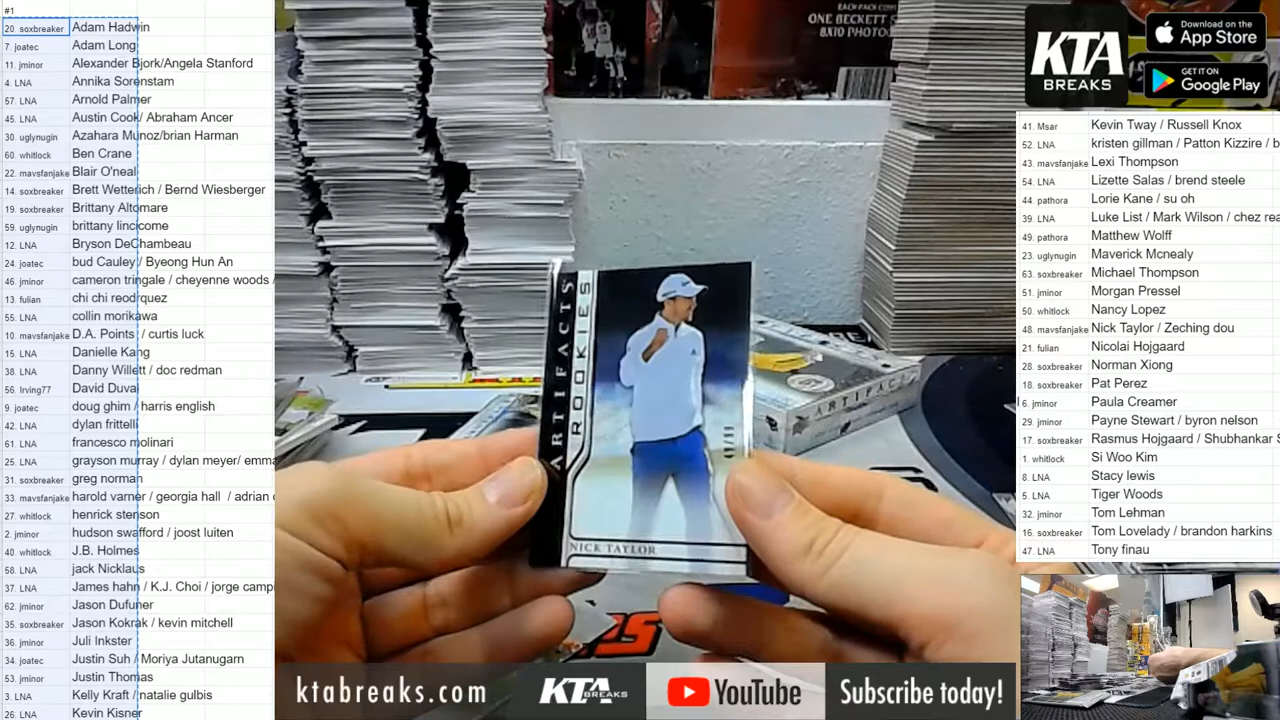 #1
20. soxbreaker Adam Hadwin
7. joatec Adam Long
11. jminor Alexander Bjork/Angela Stanford
4. LNA Annika Sorenstam
57. LNA Arnold Palmer
45. LNA Austin Cook/ Abraham Ancer
30. uglynugin Azahara Munoz/brian Harman
60. whitlock Ben Crane
22. mavsfanjake Blair O'neal
14. soxbreaker Brett Wetterich / Bernd Wiesberger
19. soxbreaker Brittany Altomare
59. uglynugin brittany lincicome
12. LNA Bryson DeChambeau
24. joatec bud Cauley / Byeong Hun An
46. jminor cameron tringale / cheyenne woods /
13. fulian chi chi reodrquez
55. LNA collin morikawa
10. mavsfanjake D.A. Points / curtis luck
15. LNA Danielle Kang
38. LNA Danny Willett / doc redman
56. Irving77 David Duval
9. joatec doug ghim / harris english
42. LNA dylan frittelli
61. LNA francesco molinari
25. LNA grayson murray / dylan meyer/ emma
31. soxbreaker greg norman
33. mavsfanjake harold varner / georgia hall / adrian
27. whitlock henrick stenson
2. jminor hudson swafford / joost luiten
40. whitlock J.B. Holmes
58. LNA jack Nicklaus
37. LNA James hahn / K.J. Choi / jorge campi
62. jminor Jason Dufuner
35. soxbreaker Jason Kokrak / kevin mitchell
36. jminor Juli Inkster
34. joatec Justin Suh / Moriya Jutanugarn
53. jminor Justin Thomas
3. LNA Kelly Kraft / natalie gulbis
26. LNA Kevin Kisner
EACH PACK CON
ONE BECKETT S
8X10 PHOTO
ARTIFACTS
ROOKIES
NICK TAYLOR
ARTIFACTS
KTA
BREAKS
Download on the
App Store
GET IT ON
Google Play
41. Msar Kevin Tway / Russell Knox
52. LNA kristen gillman / Patton Kizzire / b
43. mavsfanjake Lexi Thompson
54. LNA Lizette Salas / brend steele
44. pathora Lorie Kane / su oh
39. LNA Luke List / Mark Wilson / chez rea
49. pathora Matthew Wolff
23. uglynugin Maverick Mcnealy
63. soxbreaker Michael Thompson
51. jminor Morgan Pressel
50. whitlock Nancy Lopez
48. mavsfanjake Nick Taylor / Zeching dou
21. fulian Nicolai Hojgaard
28. soxbreaker Norman Xiong
18. soxbreaker Pat Perez
6. jminor Paula Creamer
29. jminor Payne Stewart / byron nelson
17. soxbreaker Rasmus Hojgaard / Shubhankar S
1. whitlock Si Woo Kim
8. LNA Stacy lewis
5. LNA Tiger Woods
32. jminor Tom Lehman
16. soxbreaker Tom Lovelady / brandon harkins
47. LNA Tony finau
ktabreaks.com KTA BREAKS YouTube Subscribe today!